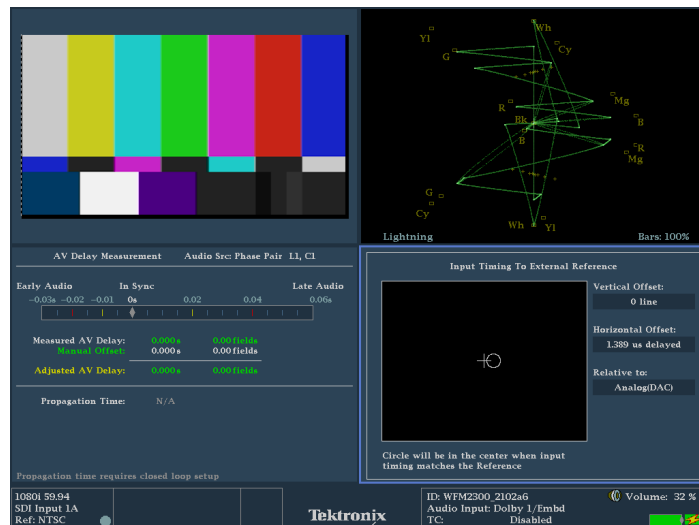 Wh
Yl
Cy
G
Mg
R
Bk
B
B
R
Mg
G
Cy
Wh
Yl
Lightning
Bars: 100%
AV Delay Measurement Audio Src: Phase Pair L1, C1
Early Audio In Sync Late Audio
-0.03s -0.02 -0.01 0s 0.02 0.04 0.06s
Measured AV Delay: 0.000 s 0.00 fields
Manual Offset: 0.000 s 0.00 fields
Adjusted AV Delay: 0.000 s 0.00 fields
Propagation Time: N/A
Propagation time requires closed loop setup
Input Timing To External Reference
Vertical Offset:
0 line
Horizontal Offset:
1.389 us delayed
Relative to:
Analog(DAC)
Circle will be in the center when input
timing matches the Reference
1080i 59.94
SDI Input 1A
Ref: NTSC
Tektronix
ID: WFM2300_2102a6
Audio Input: Dolby 1/Embd
TC: Disabled
Volume: 32 %